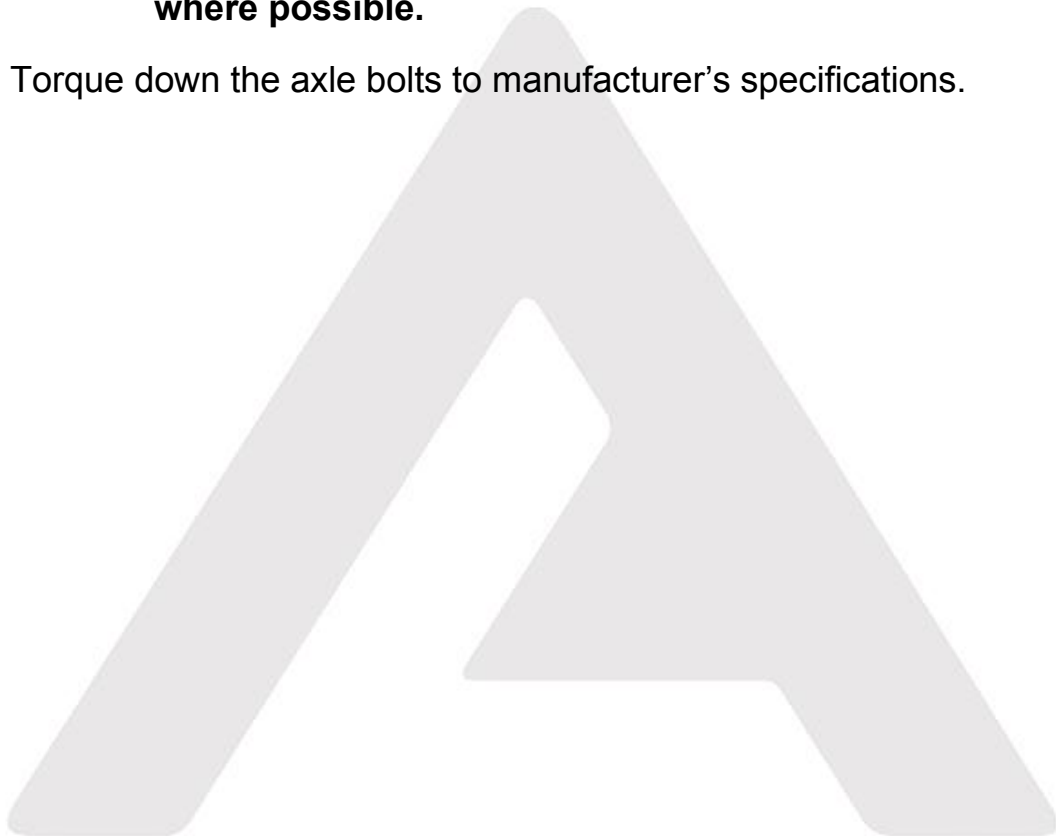 where possible.
Torque down the axle bolts to manufacturer’s specifications.